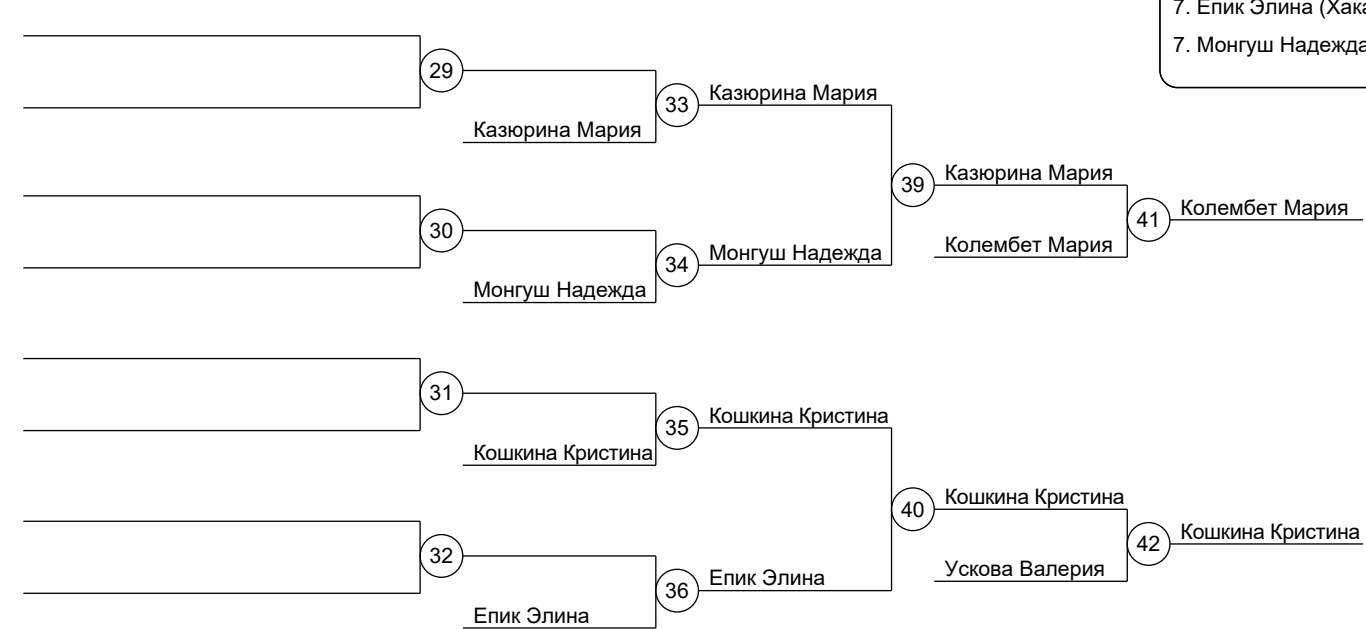 7. Епик Элина (Хака
7. Монгуш Надежда
29
33
Казюрина Мария
Казюрина Мария
39
Казюрина Мария
41
Колембет Мария
Колембет Мария
30
34
Монгуш Надежда
Монгуш Надежда
31
35
Кошкина Кристина
Кошкина Кристина
40
Кошкина Кристина
42
Кошкина Кристина
Ускова Валерия
32
36
Епик Элина
Епик Элина